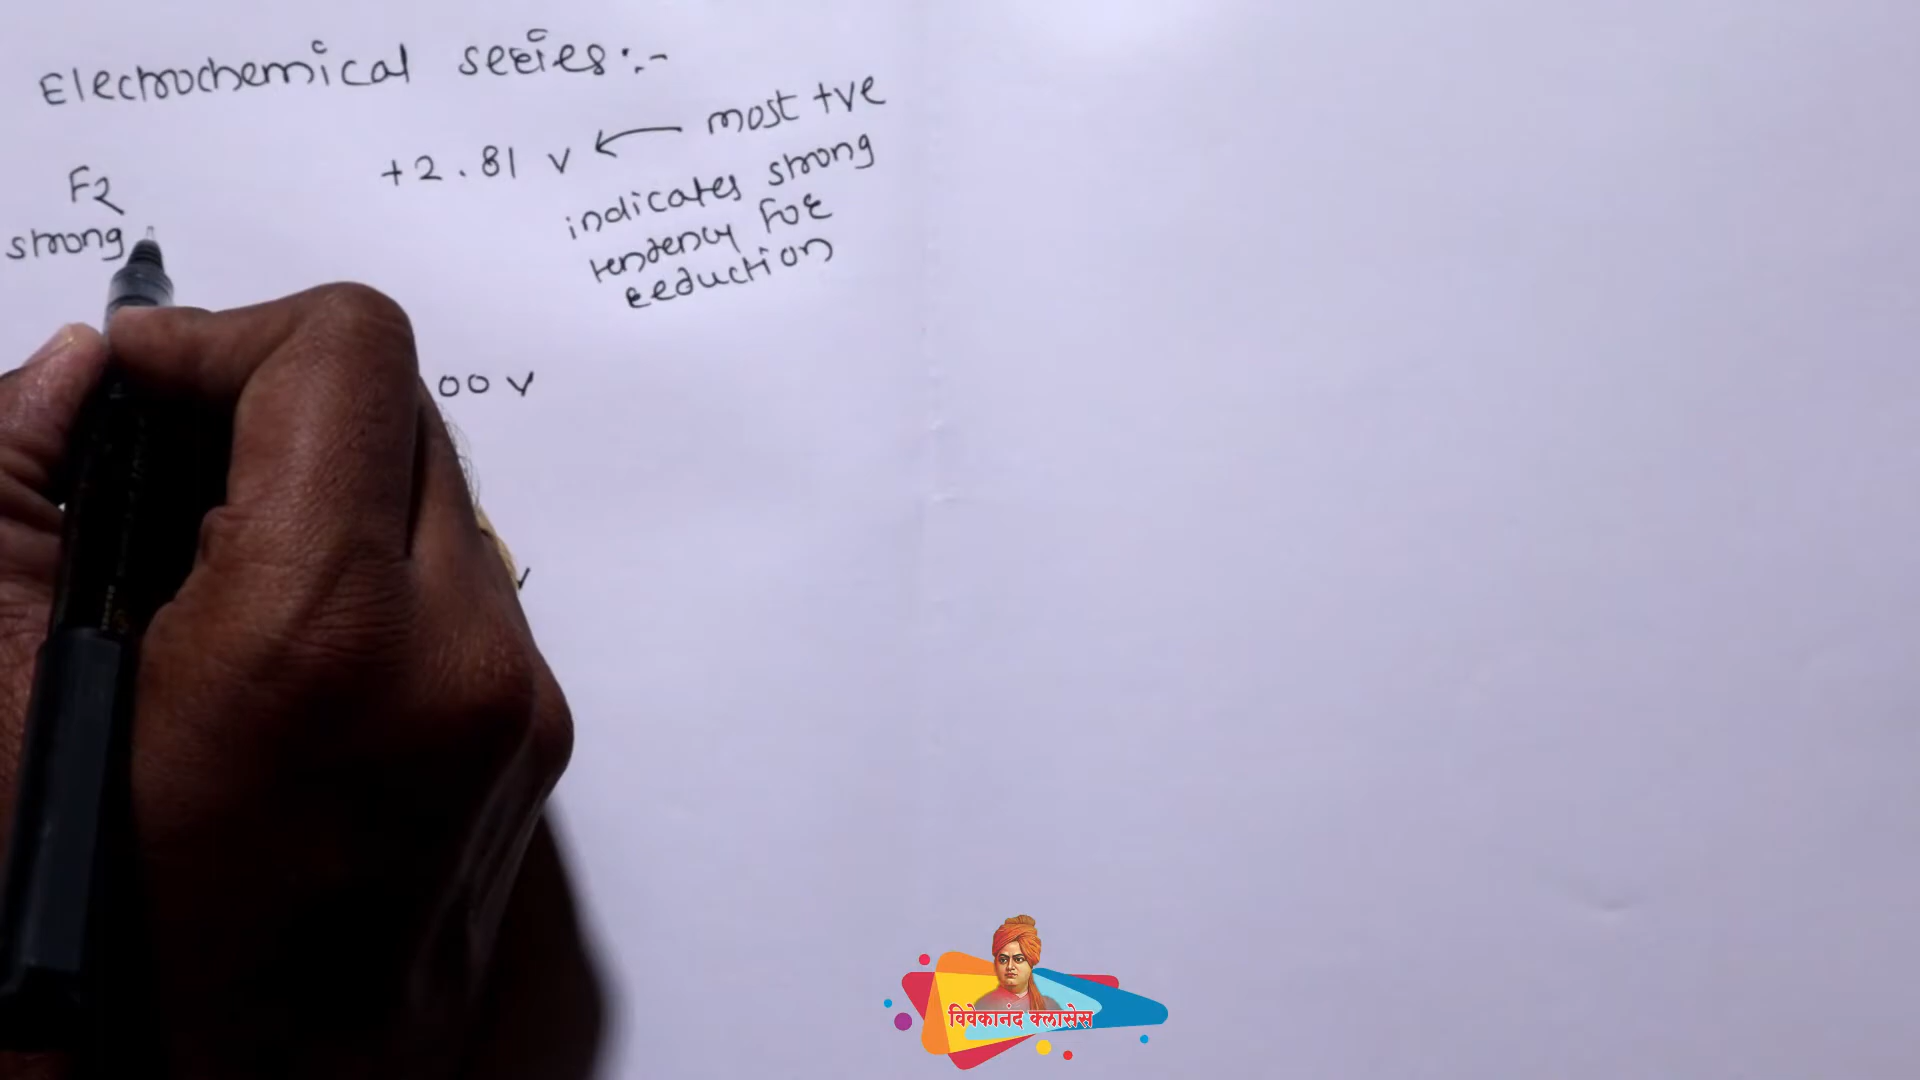 Electrochemical series:-
F2 +2.81 V ← most +ve
indicates strong
tendency for
reduction
strong
00 V
V
विवेकानंद क्लासेस